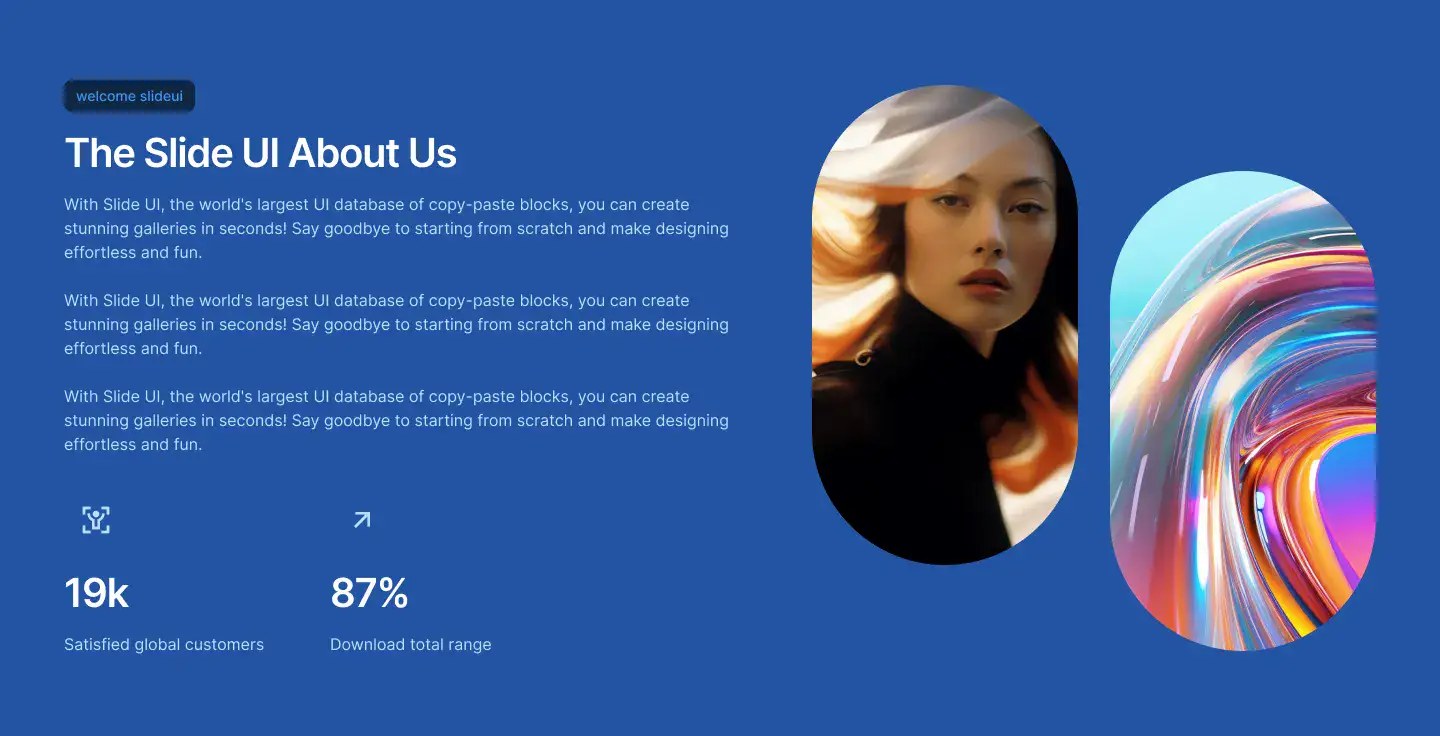 welcome slideui
The Slide UI About Us
With Slide UI, the world's largest UI database of copy-paste blocks, you can create
stunning galleries in seconds! Say goodbye to starting from scratch and make designing
effortless and fun.
With Slide UI, the world's largest UI database of copy-paste blocks, you can create
stunning galleries in seconds! Say goodbye to starting from scratch and make designing
effortless and fun.
With Slide UI, the world's largest UI database of copy-paste blocks, you can create
stunning galleries in seconds! Say goodbye to starting from scratch and make designing
effortless and fun.
19k
Satisfied global customers
87%
Download total range